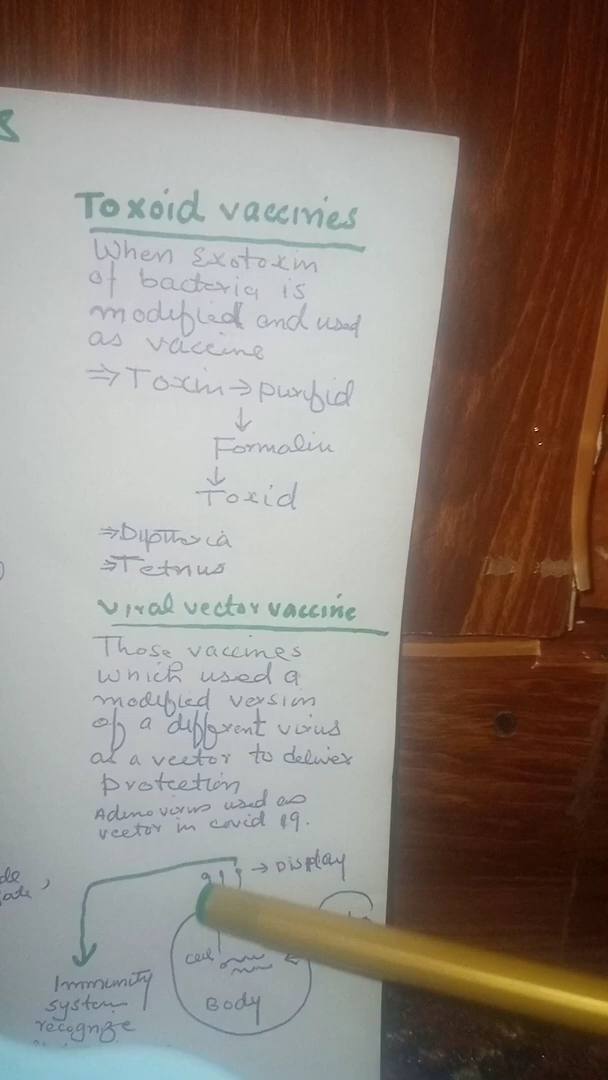 Toxoid vaccines
When Exotoxin
of bacteria is
modified and used
as vaccine
⇒ Toxin → purifid
↓
Formalin
↓
Toxid
⇒ Diptheria
⇒ Tetnus
viral vector vaccine
Those vaccines
which used a
modified version
of a different virus
as a vector to deliver
protection
Adenovirus used as
vector in covid 19.
→ Display
cell
Body
Immunity
system
recognize